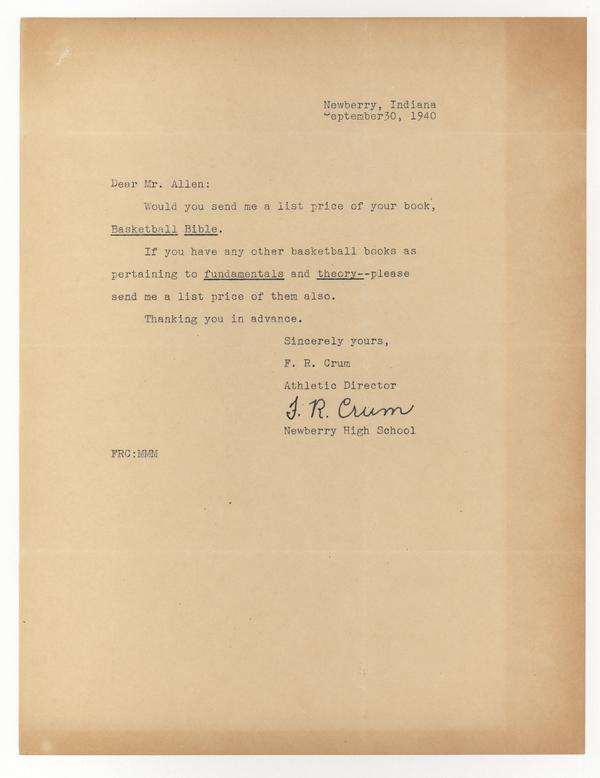 Newberry, Indiana
September30, 1940
Dear Mr. Allen:
Would you send me a list price of your book,
Basketball Bible.
If you have any other basketball books as
pertaining to fundamentals and theory--please
send me a list price of them also.
Thanking you in advance.
Sincerely yours,
F. R. Crum
Athletic Director
F. R. Crum
Newberry High School
FRC:MMM